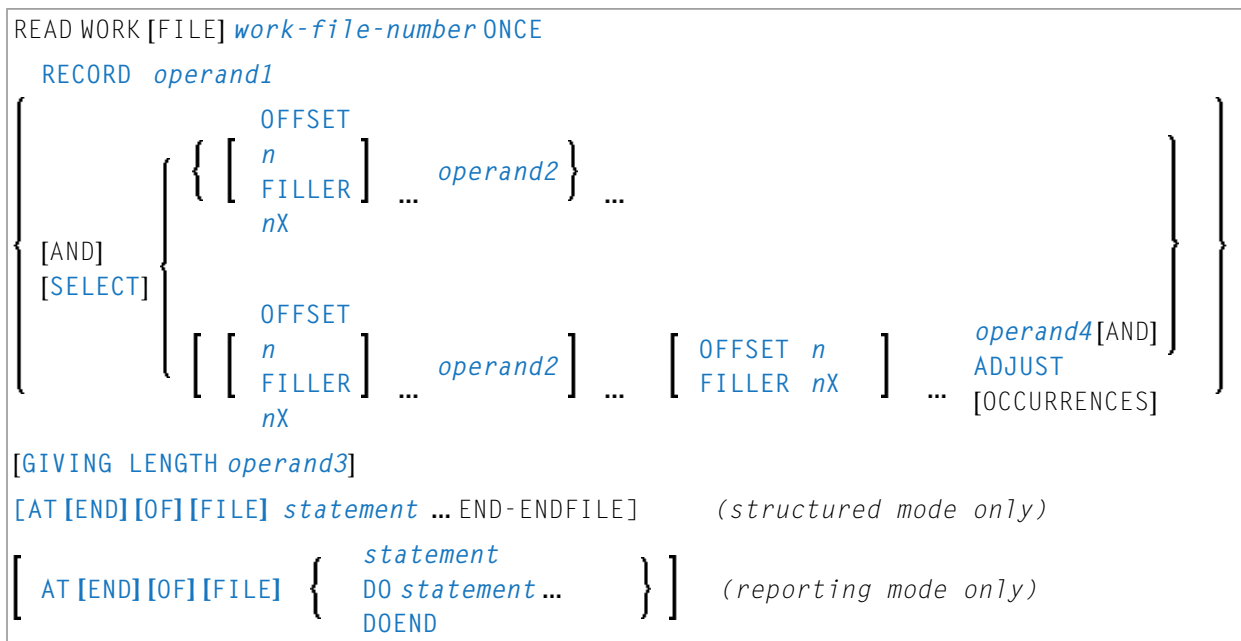 READ WORK [FILE] work-file-number ONCE
RECORD operand1
OFFSET
n
FILLER
nX
... operand2 ...
[AND]
[SELECT]
OFFSET
n
FILLER
nX
... operand2 ...
OFFSET n
FILLER nX
...
operand4 [AND]
ADJUST
[OCCURRENCES]
[GIVING LENGTH operand3]
[AT [END] [OF] [FILE] statement ... END-ENDFILE] (structured mode only)
AT [END] [OF] [FILE]
statement
DO statement ...
DOEND
(reporting mode only)